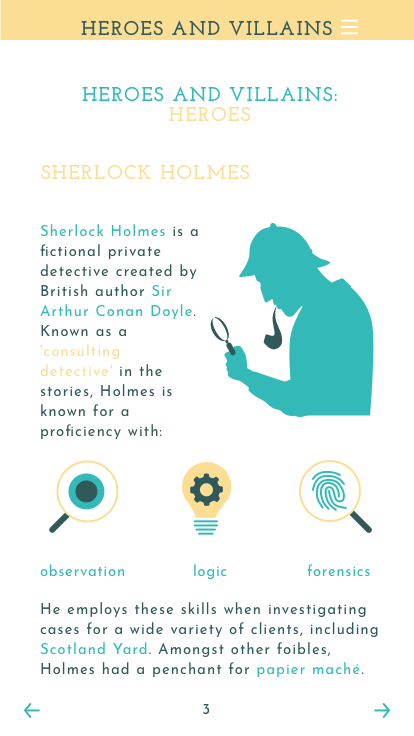 HEROES AND VILLAINS
HEROES AND VILLAINS:
HEROES
SHERLOCK HOLMES
Sherlock Holmes is a
fictional private
detective created by
British author Sir
Arthur Conan Doyle.
Known as a
'consulting
detective' in the
stories, Holmes is
known for a
proficiency with:
observation
logic
forensics
He employs these skills when investigating
cases for a wide variety of clients, including
Scotland Yard. Amongst other foibles,
Holmes had a penchant for papier maché.
3